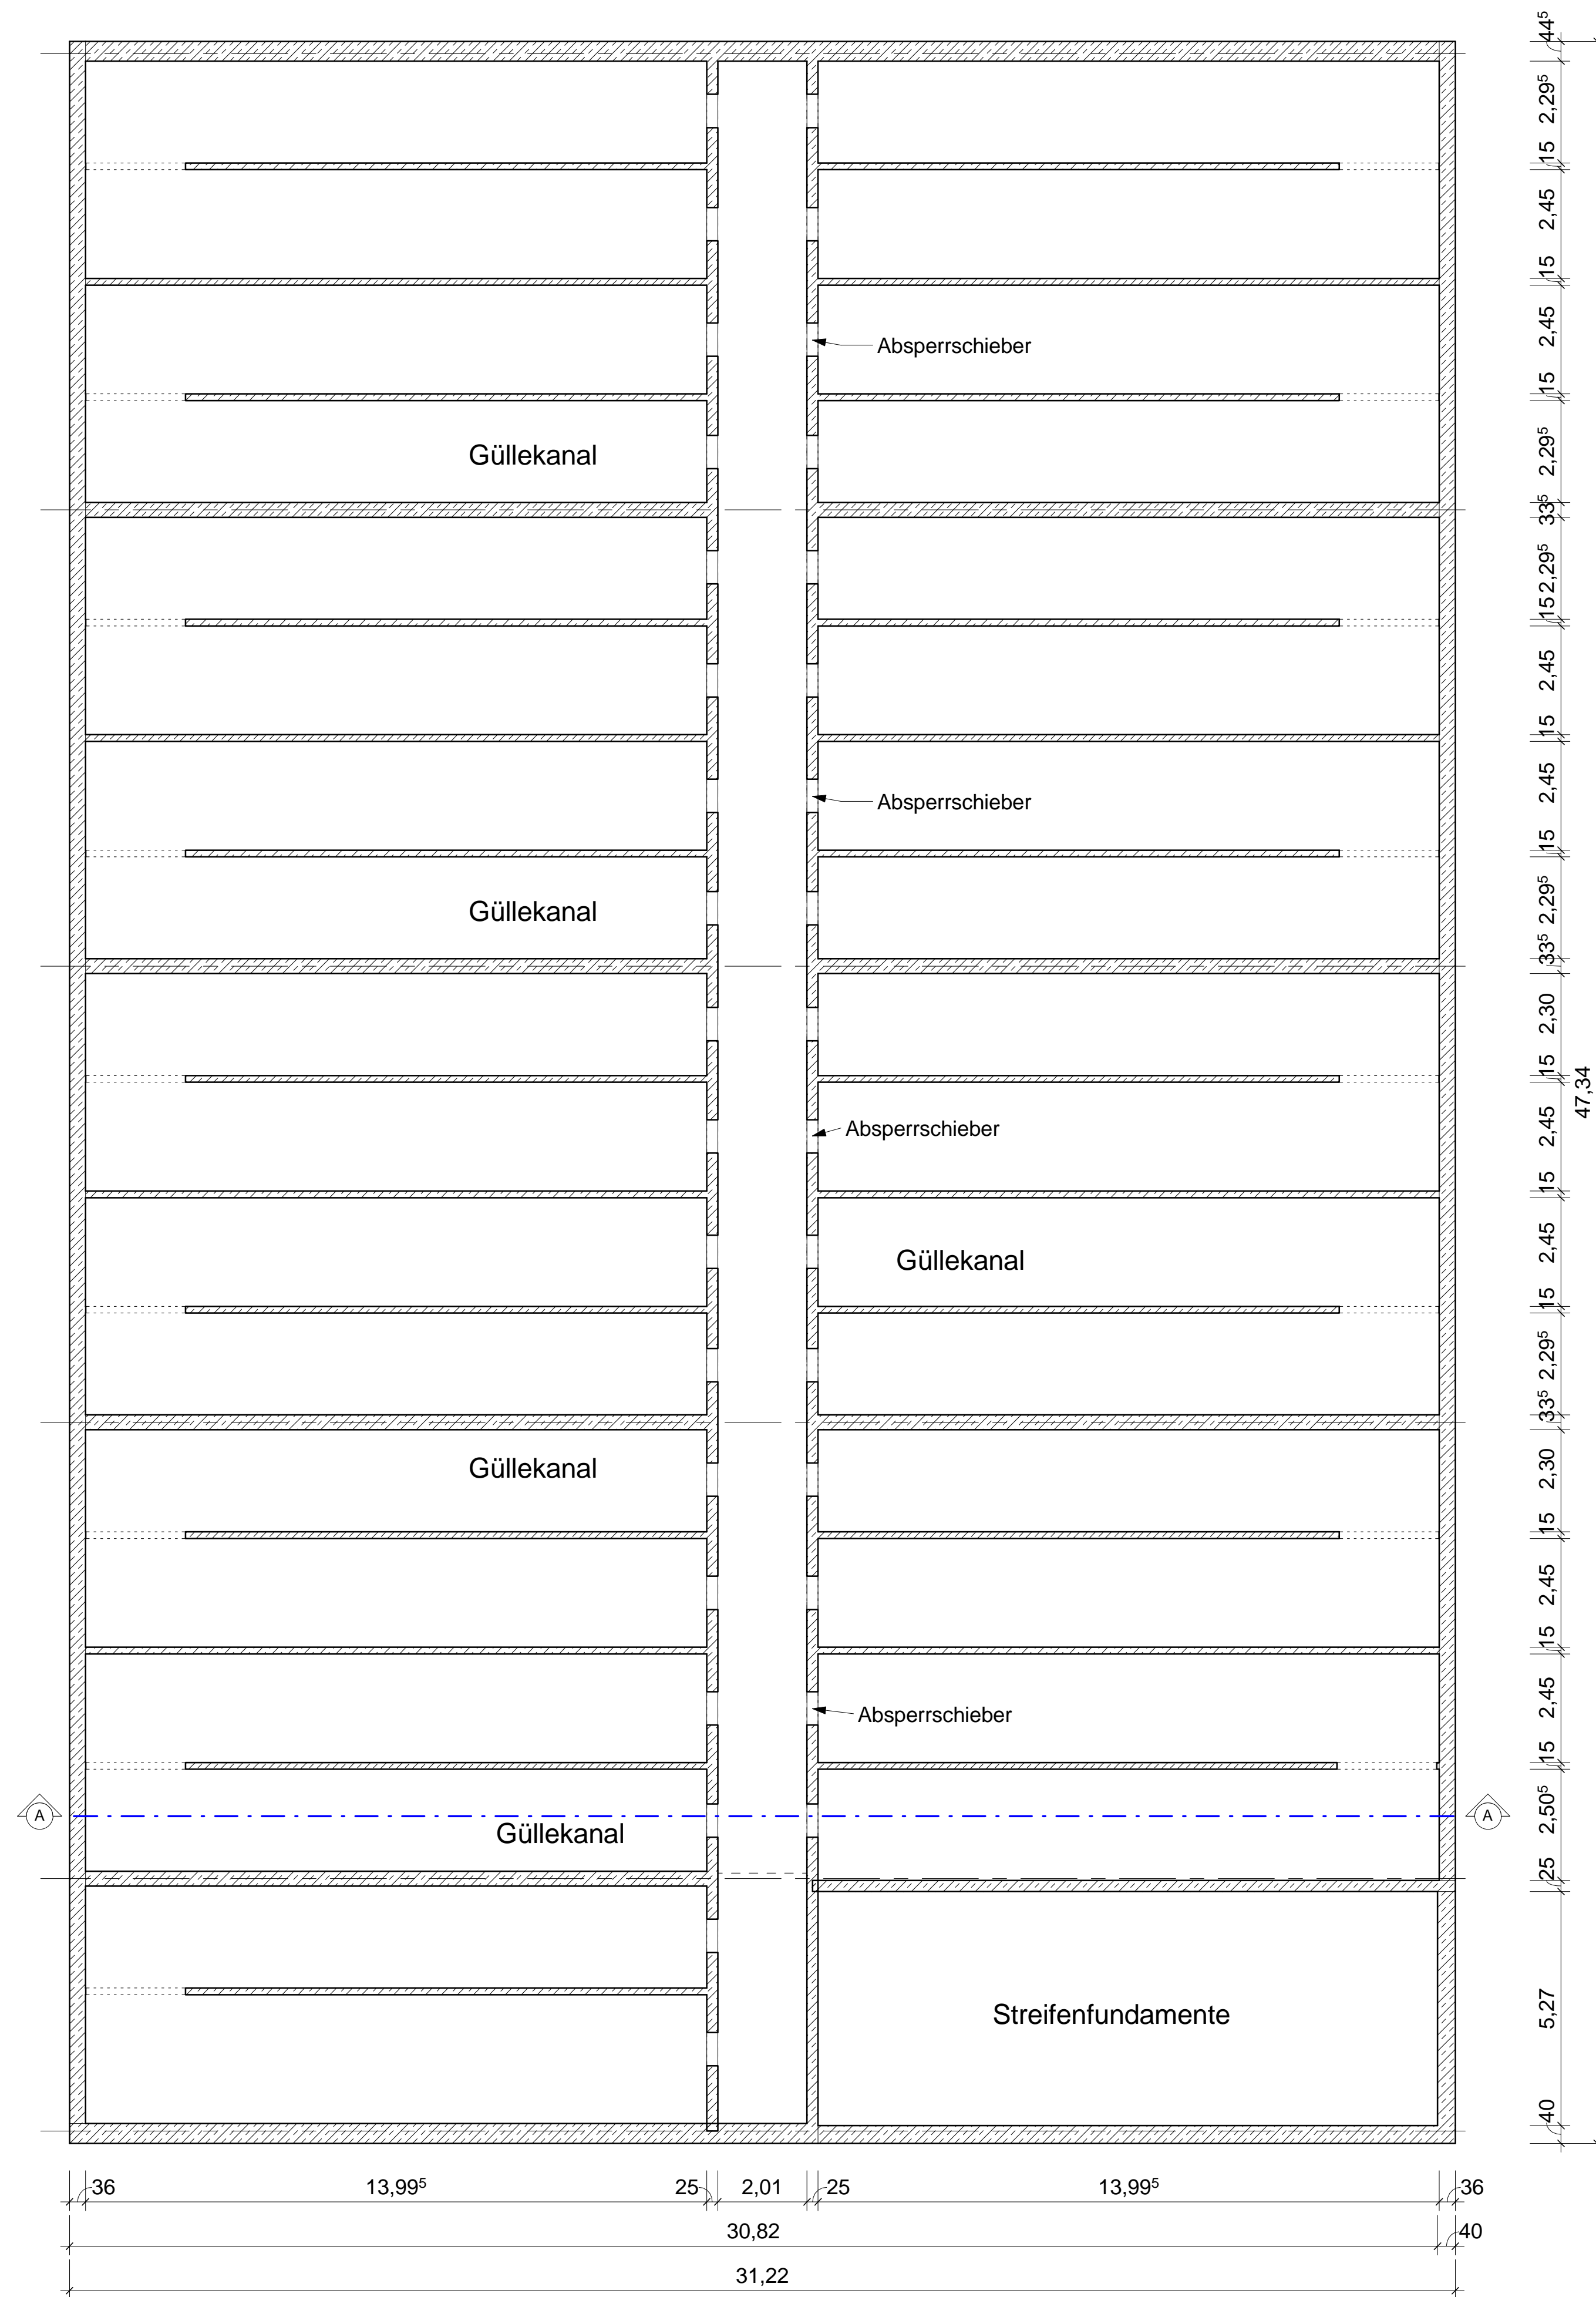 44⁵
2,29⁵
15
2,45
15
2,45
Absperrschieber
15
2,29⁵
Güllekanal
33⁵
2,29⁵
15
2,45
15
2,45
Absperrschieber
15
2,29⁵
Güllekanal
33⁵
2,30
15
47,34
2,45
Absperrschieber
15
2,45
Güllekanal
15
2,29⁵
33⁵
2,30
Güllekanal
15
2,45
15
2,45
Absperrschieber
15
A
A
2,50⁵
Güllekanal
25
5,27
Streifenfundamente
40
36 13,99⁵ 25 2,01 25 13,99⁵ 36
30,82 40
31,22